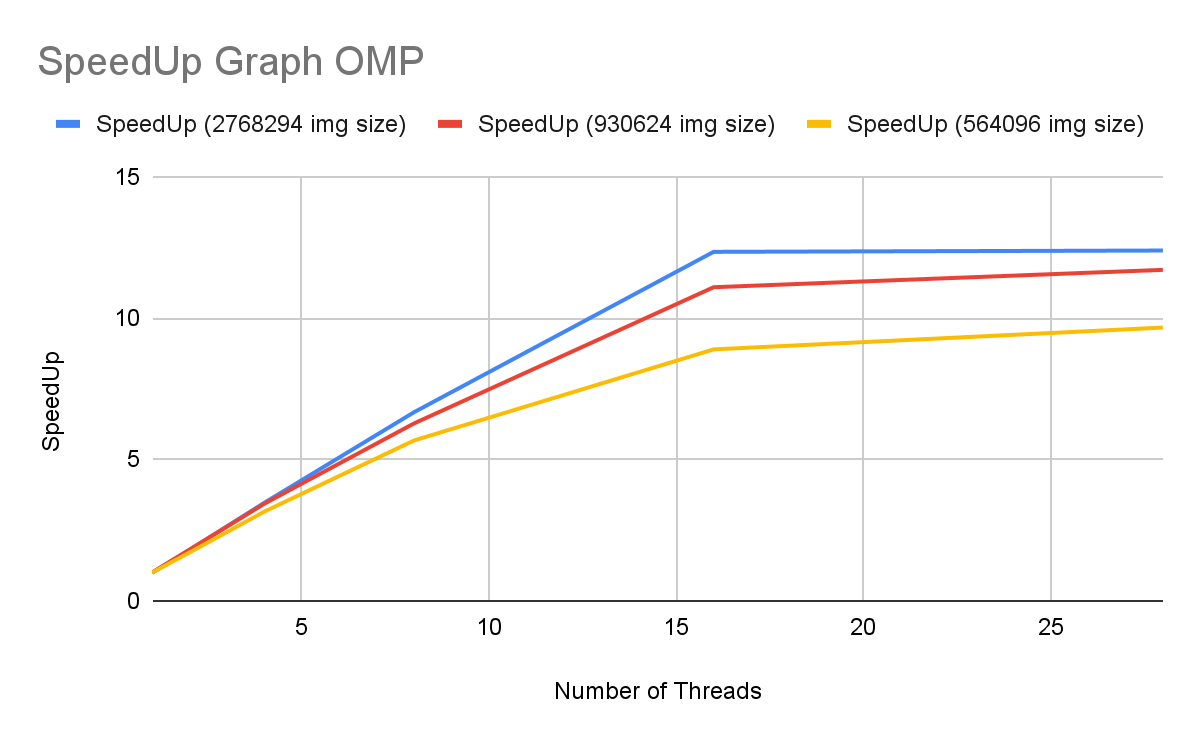 SpeedUp Graph OMP
SpeedUp (2768294 img size) SpeedUp (930624 img size) SpeedUp (564096 img size)
15
10
5
0
SpeedUp
5 10 15 20 25
Number of Threads